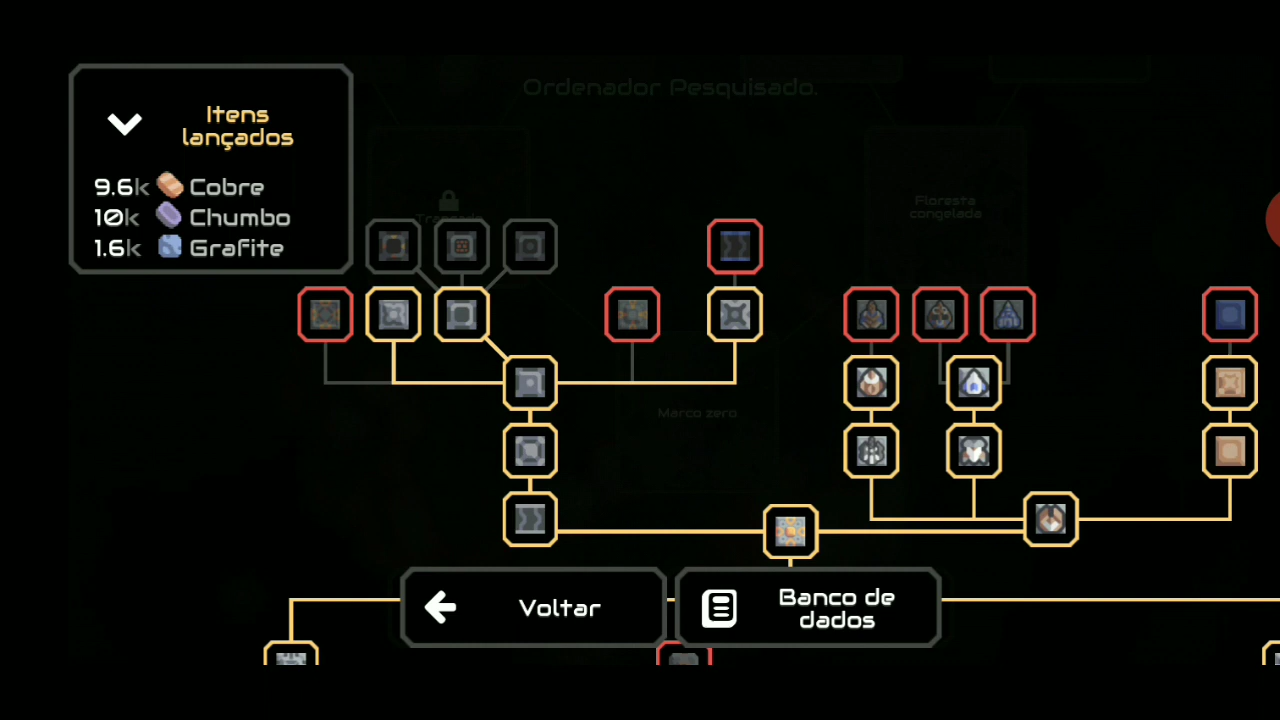 Ordenador Pesquisado.
Itens
lançados
9.6k Cobre
10k Chumbo
1.6k Grafite
Floresta
congelada
Marco zero
Voltar
Banco de
dados